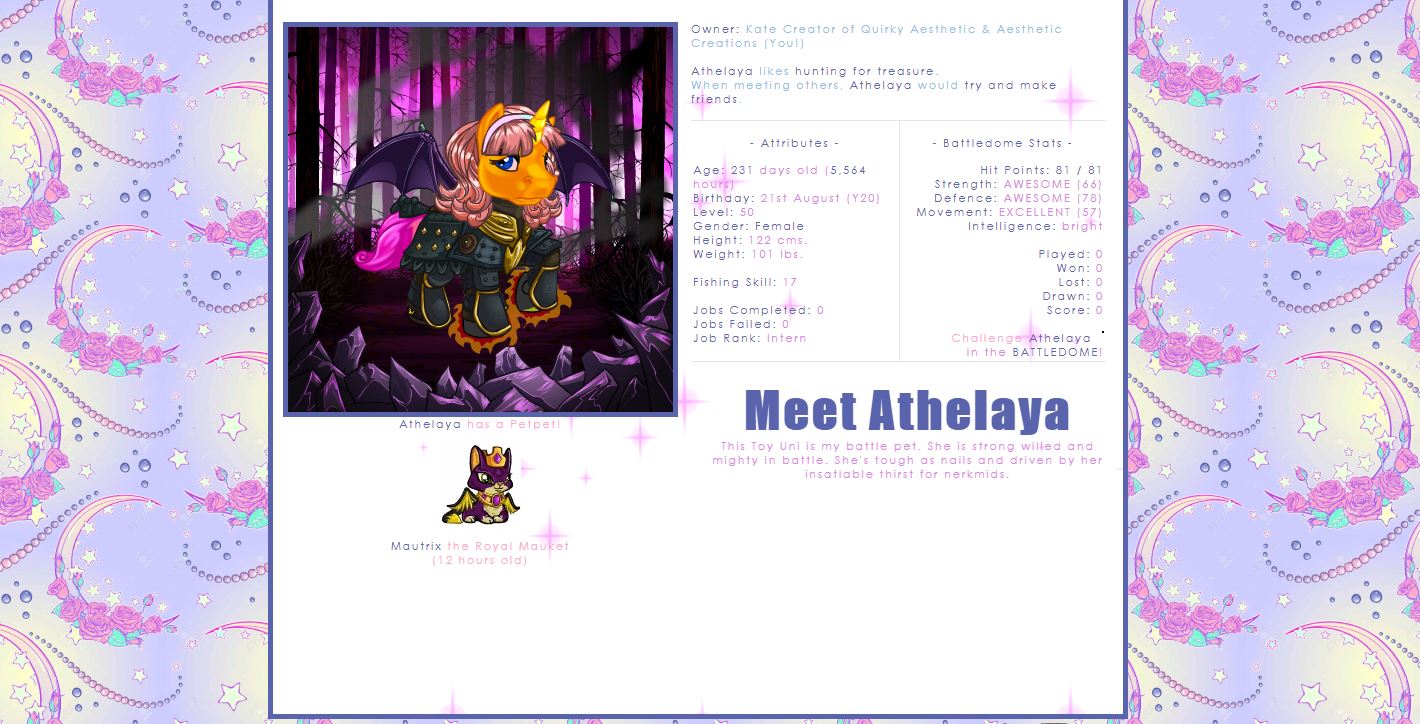 Owner: Kate Creator of Quirky Aesthetic & Aesthetic
Creations (You!)
Athelaya likes hunting for treasure.
When meeting others, Athelaya would try and make
friends.
- Attributes -
Age: 231 days old (5,564
hours)
Birthday: 21st August (Y20)
Level: 50
Gender: Female
Height: 122 cms.
Weight: 101 lbs.
Fishing Skill: 17
Jobs Completed: 0
Jobs Failed: 0
Job Rank: Intern
- Battledome Stats -
Hit Points: 81 / 81
Strength: AWESOME (66)
Defence: AWESOME (78)
Movement: EXCELLENT (57)
Intelligence: bright
Played: 0
Won: 0
Lost: 0
Drawn: 0
Score: 0
Challenge Athelaya
in the BATTLEDOME!
Meet Athelaya
This Toy Uni is my battle pet. She is strong willed and
mighty in battle. She's tough as nails and driven by her
insatiable thirst for nerkmids.
Athelaya has a Petpet!
Mautrix the Royal Mauket
(12 hours old)